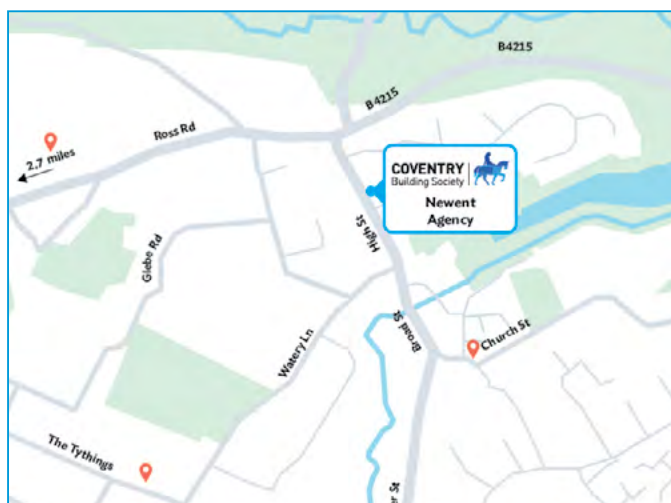 B4215
B4215
Ross Rd
2.7 miles
COVENTRY
Building Society
Newent
Agency
High St
Glebe Rd
Broad St
Church St
Watery Ln
The Tythings
St